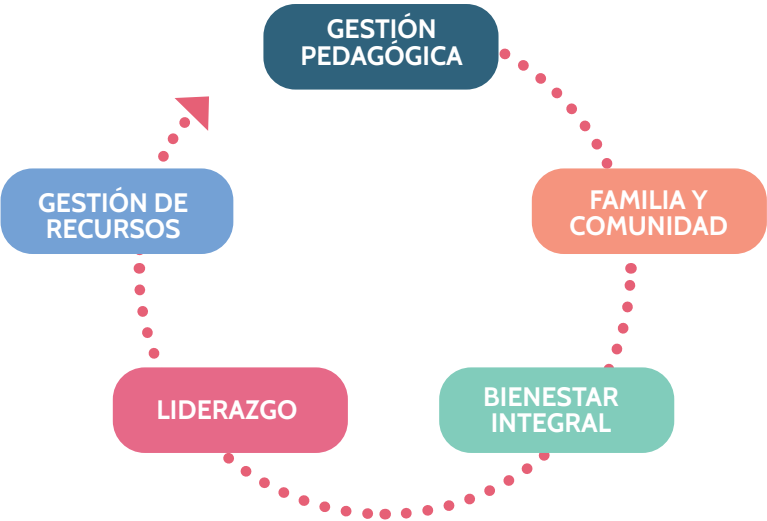 GESTIÓN
PEDAGÓGICA
FAMILIA Y
COMUNIDAD
BIENESTAR
INTEGRAL
LIDERAZGO
GESTIÓN DE
RECURSOS